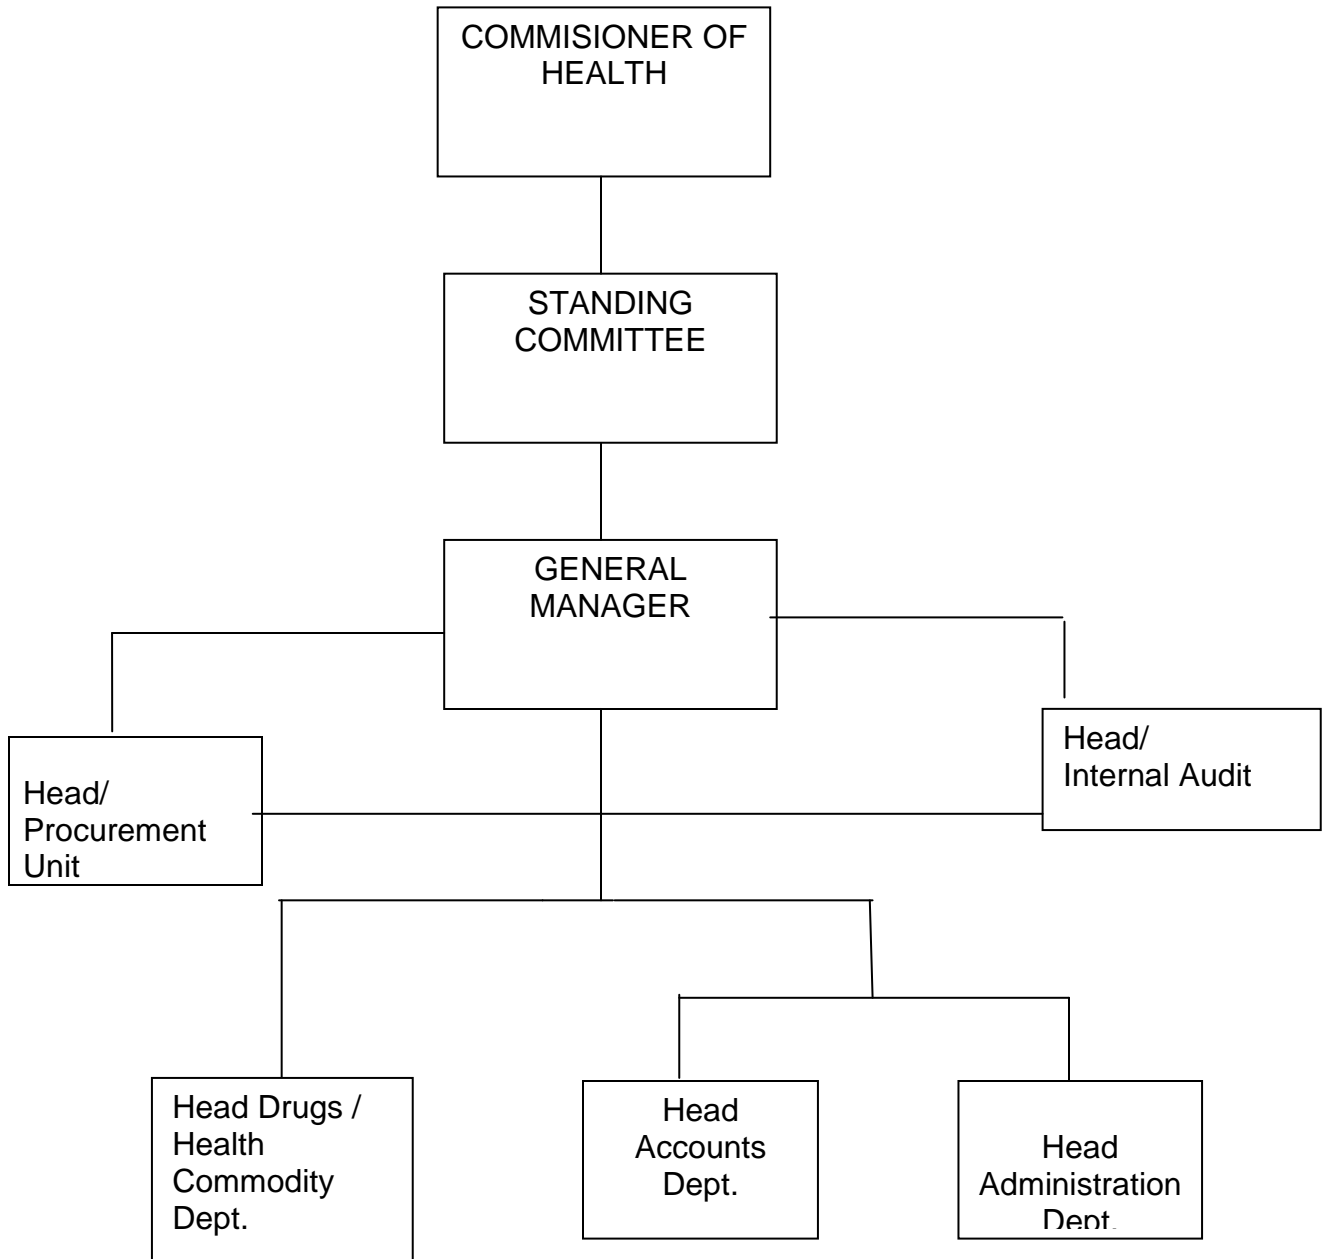 COMMISIONER OF
HEALTH
STANDING
COMMITTEE
GENERAL
MANAGER
Head/
Procurement
Unit
Head/
Internal Audit
Head Drugs /
Health
Commodity
Dept.
Head
Accounts
Dept.
Head
Administration
Dept.